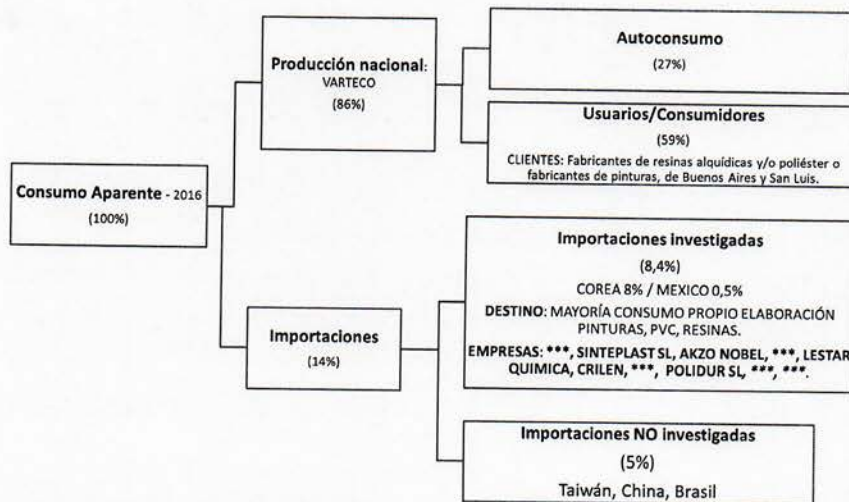 Consumo Aparente - 2016
(100%)
Producción nacional:
VARTECO
(86%)
Autoconsumo
(27%)
Usuarios/Consumidores
(59%)
CLIENTES: Fabricantes de resinas alquídicas y/o poliéster o
fabricantes de pinturas, de Buenos Aires y San Luis.
Importaciones
(14%)
Importaciones investigadas
(8,4%)
COREA 8% / MEXICO 0,5%
DESTINO: MAYORÍA CONSUMO PROPIO ELABORACIÓN
PINTURAS, PVC, RESINAS.
EMPRESAS: ***, SINTEPLAST SL, AKZO NOBEL, ***, LESTAR
QUIMICA, CRILEN, ***, POLIDUR SL, ***, ***.
Importaciones NO investigadas
(5%)
Taiwán, China, Brasil